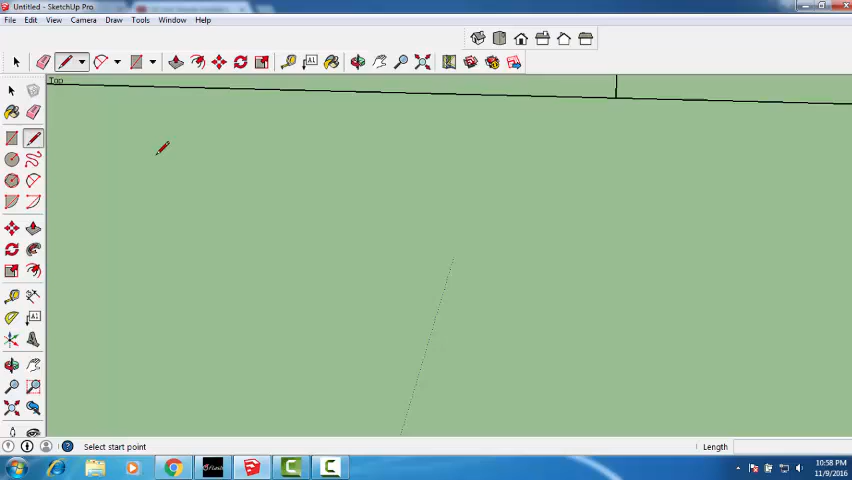 Untitled - SketchUp Pro
File Edit View Camera Draw Tools Window Help
Top
Select start point
Length
10:58 PM
11/9/2016